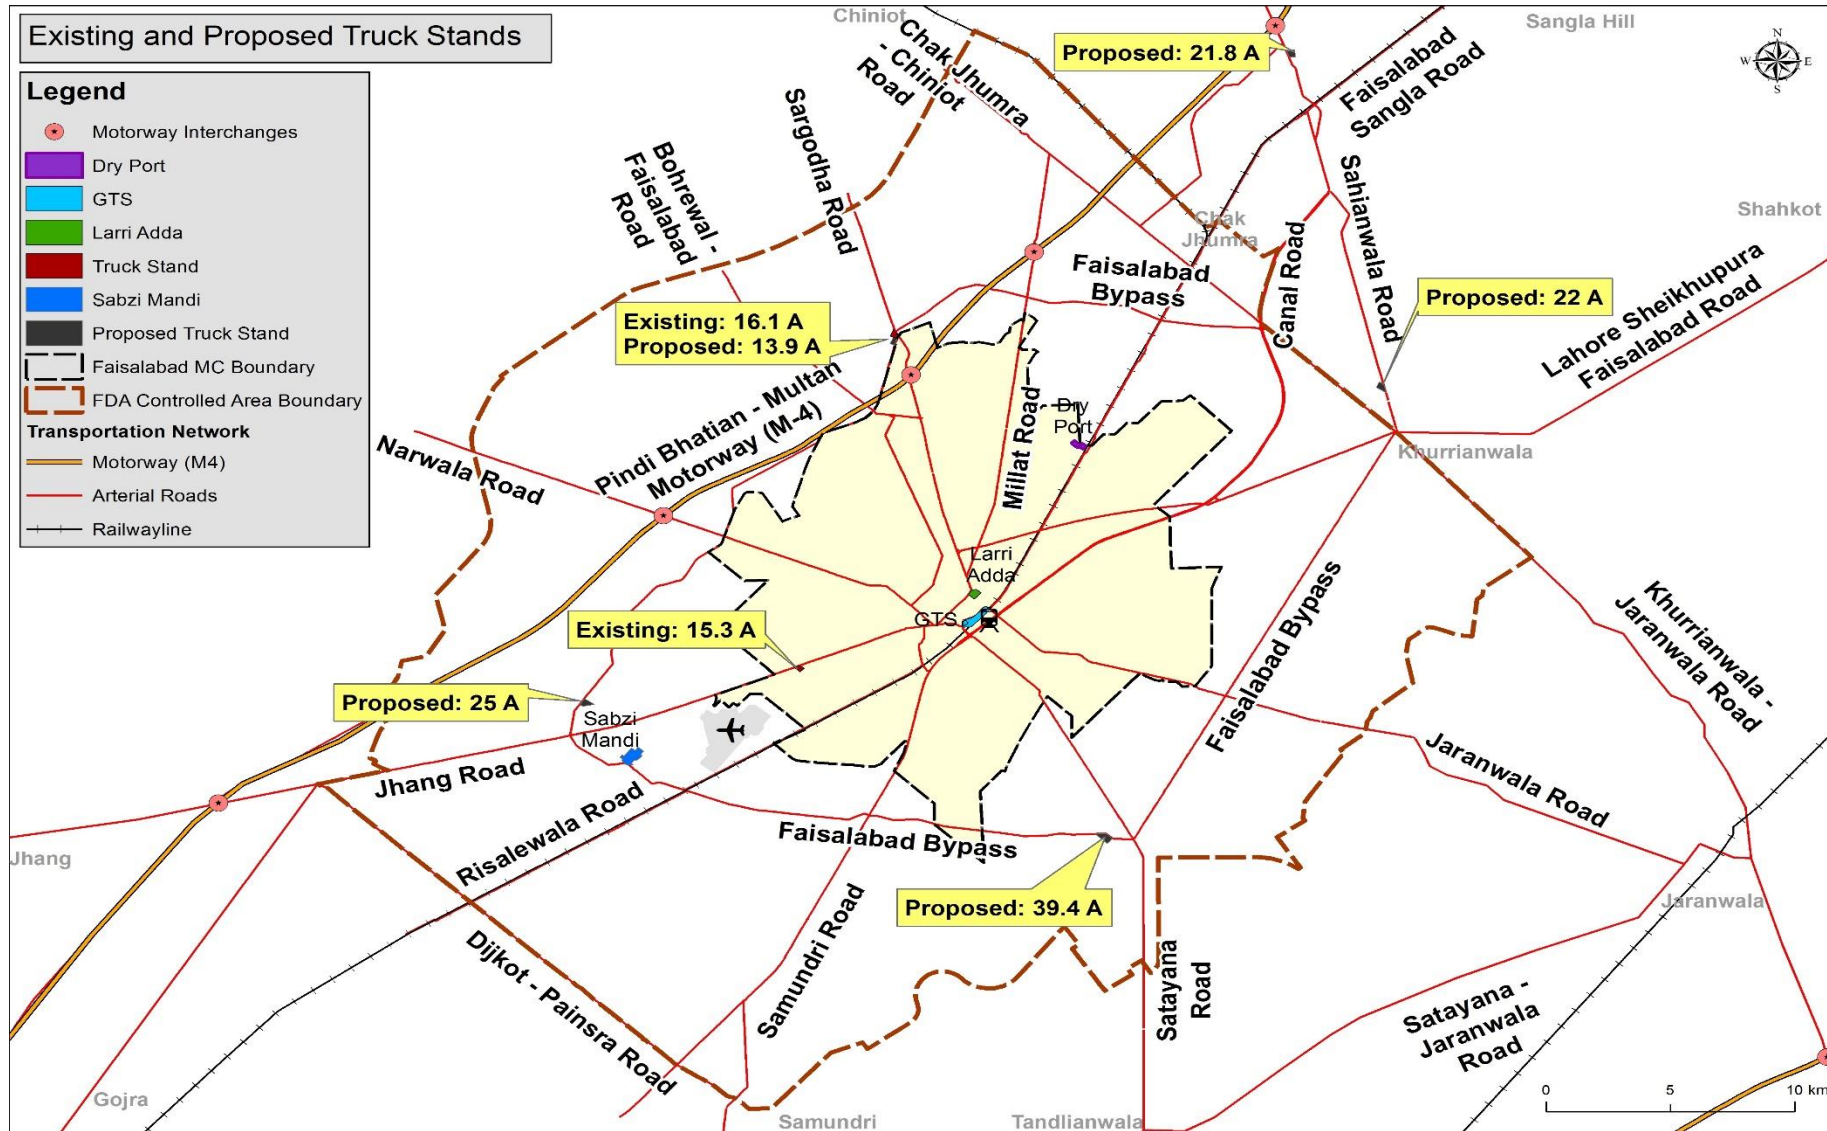 Existing and Proposed Truck Stands
Legend
Motorway Interchanges
Dry Port
GTS
Larri Adda
Truck Stand
Sabzi Mandi
Proposed Truck Stand
Faisalabad MC Boundary
FDA Controlled Area Boundary
Transportation Network
Motorway (M4)
Arterial Roads
Railwayline
Chiniot
Chak Jhumra
- Chiniot
Road
Proposed: 21.8 A
Sangla Hill
N
W
E
S
Faisalabad
Sangla Road
Sargodha Road
Bohrewal -
Faisalabad
Road
Chak
Jhumra
Canal Road
Sahianwala Road
Shahkot
Faisalabad
Bypass
Proposed: 22 A
Lahore Sheikhupura
Faisalabad Road
Existing: 16.1 A
Proposed: 13.9 A
Pindi Bhatian - Multan
Motorway (M-4)
Narwala Road
Millat Road
Dry
Port
Khurrianwala
Larri
Adda
GTS
Existing: 15.3 A
Proposed: 25 A
Sabzi
Mandi
Faisalabad Bypass
Khurrianwala -
Jaranwala Road
Jhang Road
Risalewala Road
Faisalabad Bypass
Jaranwala Road
Jhang
Proposed: 39.4 A
Jaranwala
Dijkot - Painsra Road
Samundri Road
Satayana
Road
Satayana -
Jaranwala
Road
Gojra
Samundri
Tandlianwala
0 5 10 km